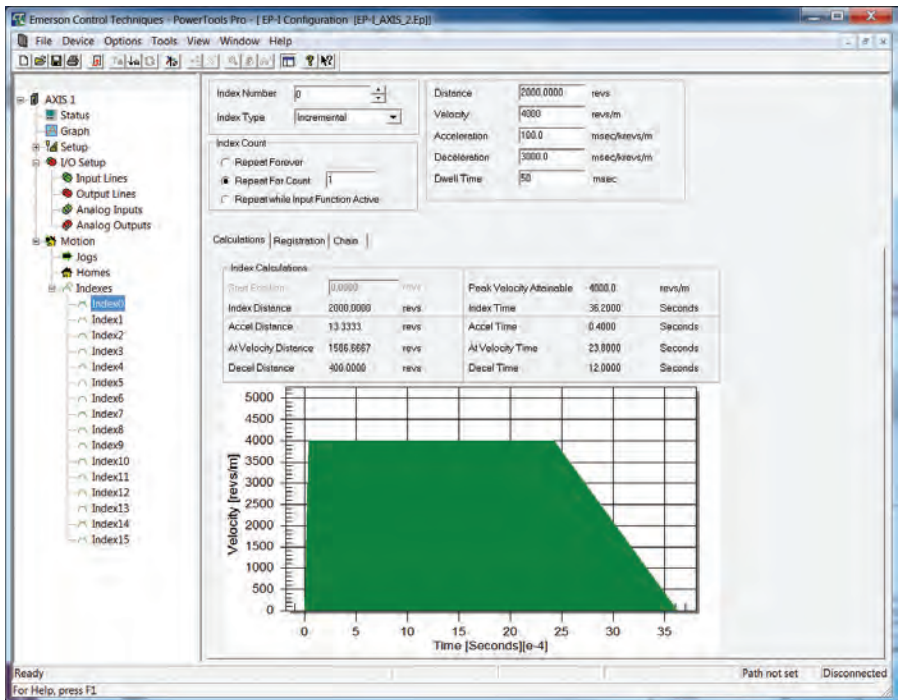 Emerson Control Techniques - PowerTools Pro - [ EP-I Configuration [EP-I_AXIS_2.Ep]]
File Device Options Tools View Window Help
AXIS 1
Status
Graph
Setup
I/O Setup
Input Lines
Output Lines
Analog Inputs
Analog Outputs
Motion
Jogs
Homes
Indexes
Index0
Index1
Index2
Index3
Index4
Index5
Index6
Index7
Index8
Index9
Index10
Index11
Index12
Index13
Index14
Index15
Index Number 0
Index Type Incremental
Index Count
Repeat Forever
Repeat For Count 1
Repeat while Input Function Active
Distance 2000.0000 revs
Velocity 4000 revs/m
Acceleration 100.0 msec/krevs/m
Deceleration 3000.0 msec/krevs/m
Dwell Time 50 msec
Calculations Registration Chain
Index Calculations
Start Position 0.0000 revs Peak Velocity Attainable 4000.0 revs/m
Index Distance 2000.0000 revs Index Time 36.2000 Seconds
Accel Distance 13.3333 revs Accel Time 0.4000 Seconds
At Velocity Distance 1586.6667 revs At Velocity Time 23.8000 Seconds
Decel Distance 400.0000 revs Decel Time 12.0000 Seconds
5000
4500
4000
3500
3000
2500
2000
1500
1000
500
0
Velocity [revs/m]
0 5 10 15 20 25 30 35
Time [Seconds][e-4]
Ready Path not set Disconnected
For Help, press F1